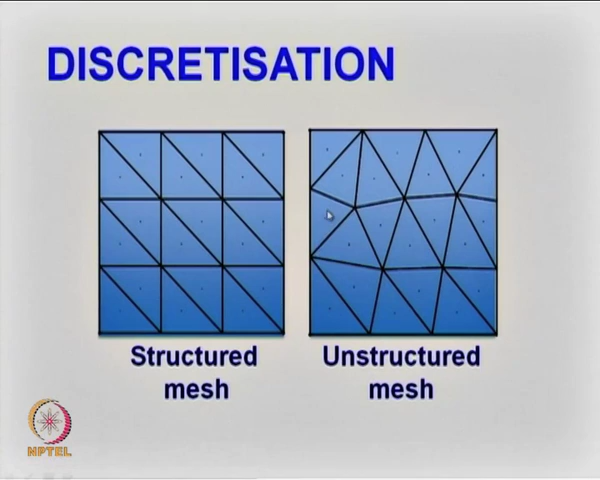 DISCRETISATION
Structured
mesh
Unstructured
mesh
NPTEL